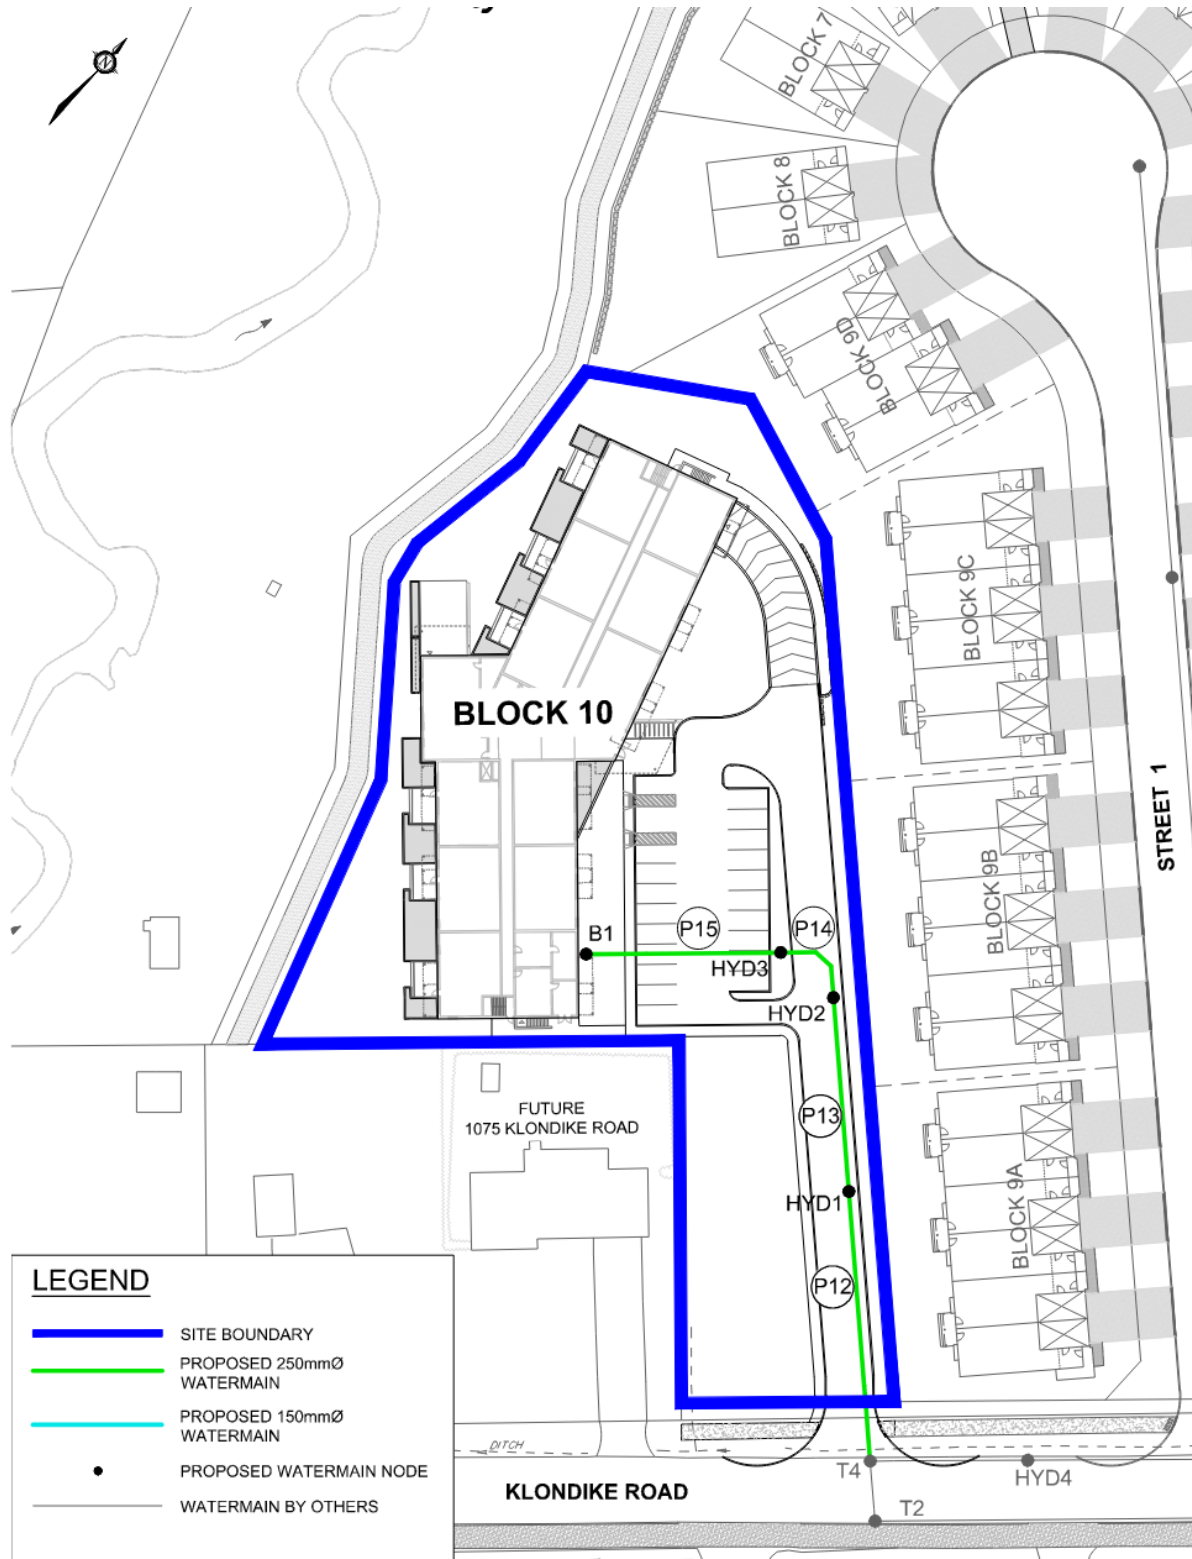 N
BLOCK 7
BLOCK 8
BLOCK 9D
BLOCK 9C
BLOCK 10
STREET 1
BLOCK 9B
B1
P15
P14
HYD3
HYD2
FUTURE
1075 KLONDIKE ROAD
P13
HYD1
BLOCK 9A
P12
LEGEND
SITE BOUNDARY
PROPOSED 250mmØ
WATERMAIN
PROPOSED 150mmØ
WATERMAIN
PROPOSED WATERMAIN NODE
WATERMAIN BY OTHERS
DITCH
T4
HYD4
KLONDIKE ROAD
T2